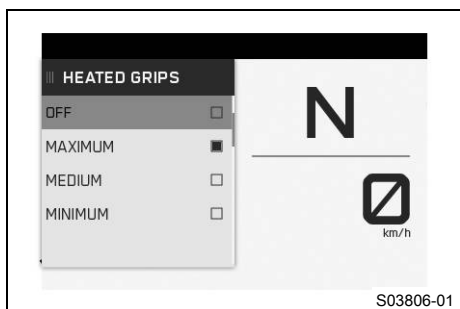 HEATED GRIPS
OFF
MAXIMUM
MEDIUM
MINIMUM
N
0
km/h
S03806-01